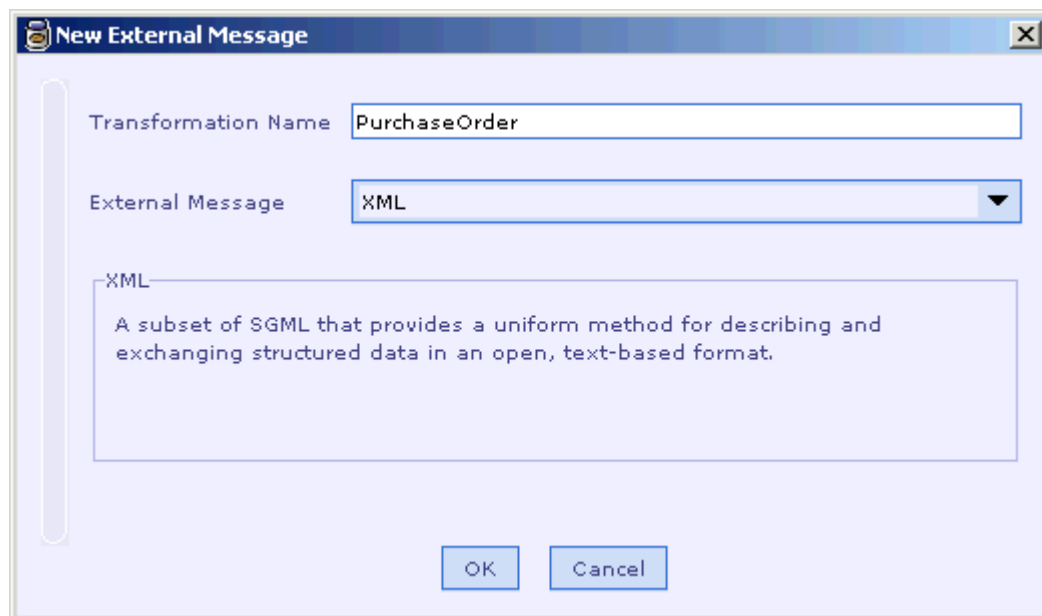 New External Message
Transformation Name PurchaseOrder
External Message XML
XML
A subset of SGML that provides a uniform method for describing and
exchanging structured data in an open, text-based format.
OK Cancel